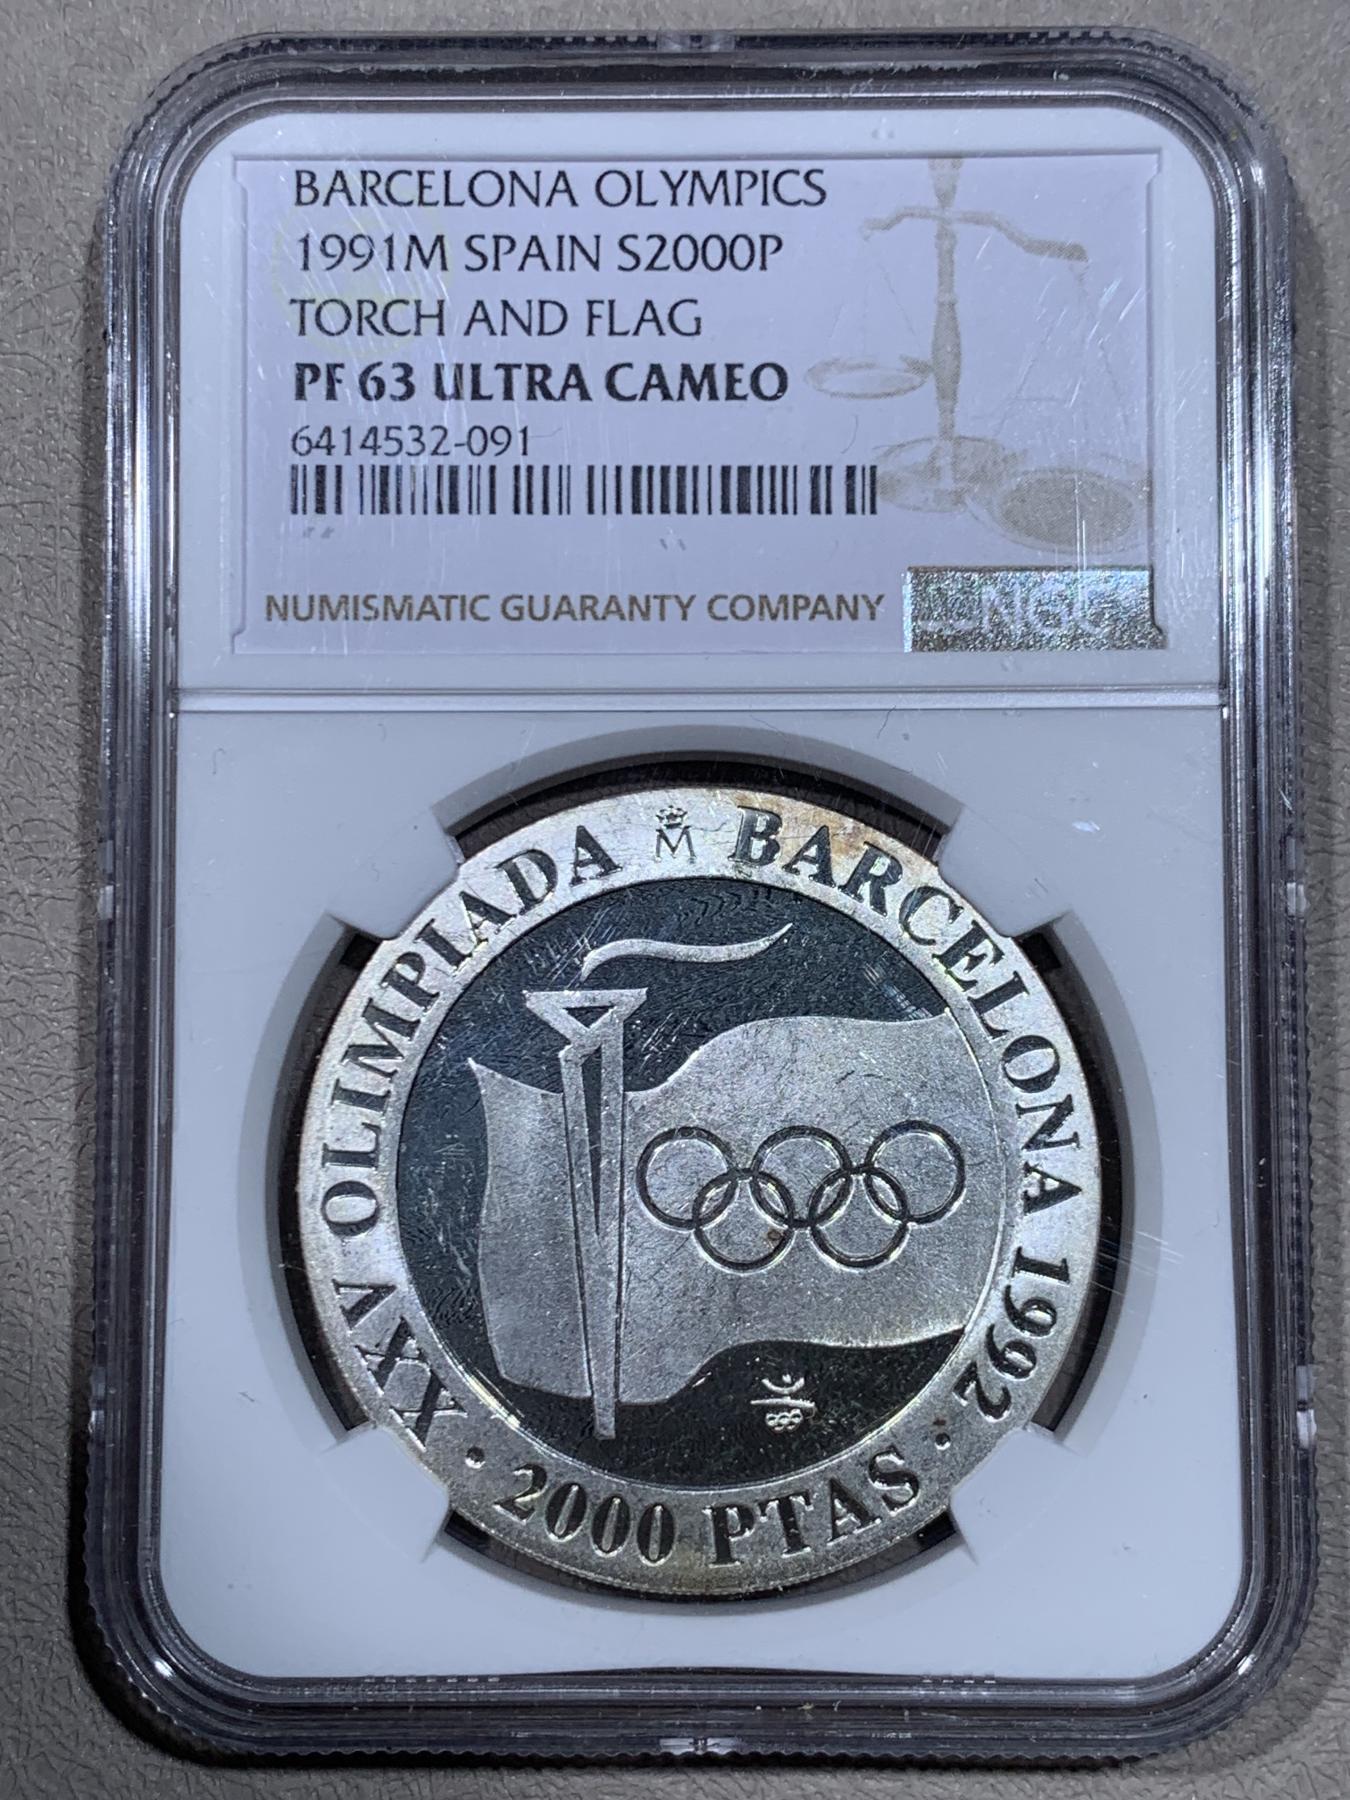 BARCELONA OLYMPICS
1991M SPAIN S2000P
TORCH AND FLAG
PF 63 ULTRA CAMEO
6414532-091
NUMISMATIC GUARANTY COMPANY
NGC
XXV OLIMPIADA M BARCELONA 1992
· 2000 PTAS ·